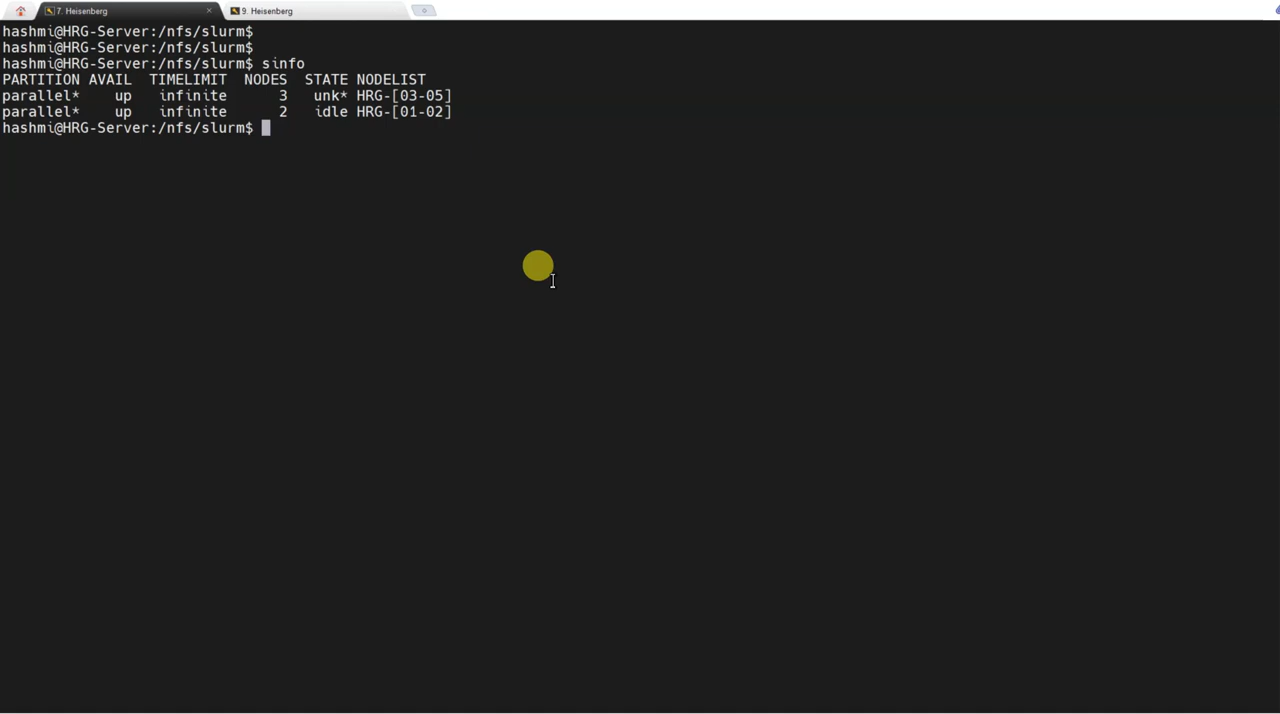 7. Heisenberg
9. Heisenberg
hashmi@HRG-Server:/nfs/slurm$
hashmi@HRG-Server:/nfs/slurm$
hashmi@HRG-Server:/nfs/slurm$ sinfo
PARTITION AVAIL  TIMELIMIT  NODES  STATE NODELIST
parallel*    up   infinite      3   unk* HRG-[03-05]
parallel*    up   infinite      2   idle HRG-[01-02]
hashmi@HRG-Server:/nfs/slurm$